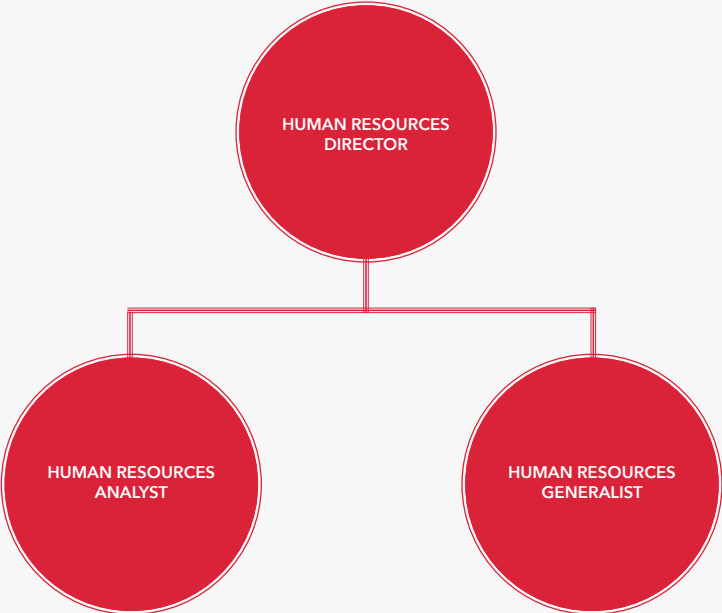 HUMAN RESOURCES
DIRECTOR
HUMAN RESOURCES
ANALYST
HUMAN RESOURCES
GENERALIST